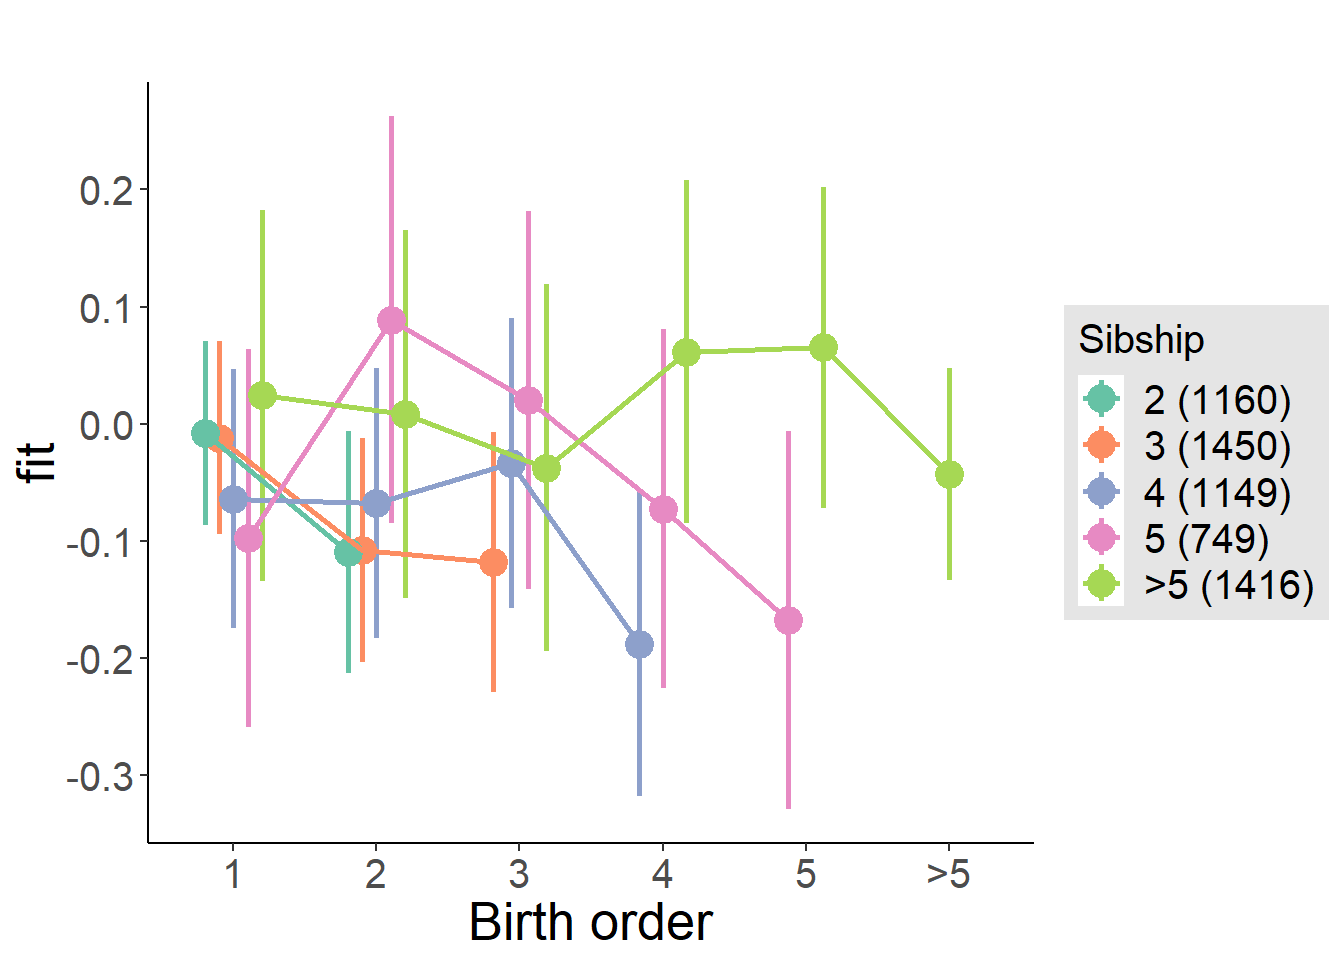 0.2
0.1
0.0
-0.1
-0.2
-0.3
fit
1 2 3 4 5 >5
Birth order
Sibship
2 (1160)
3 (1450)
4 (1149)
5 (749)
>5 (1416)